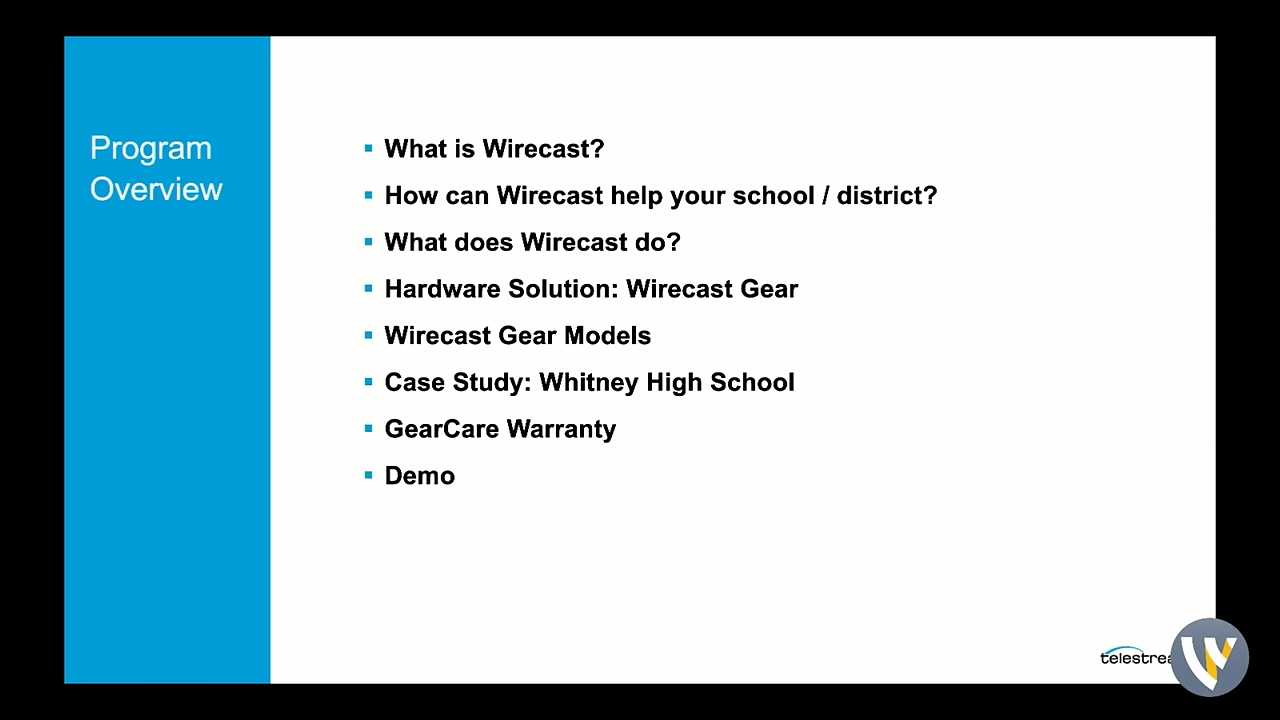 Program
Overview
▪ What is Wirecast?
▪ How can Wirecast help your school / district?
▪ What does Wirecast do?
▪ Hardware Solution: Wirecast Gear
▪ Wirecast Gear Models
▪ Case Study: Whitney High School
▪ GearCare Warranty
▪ Demo